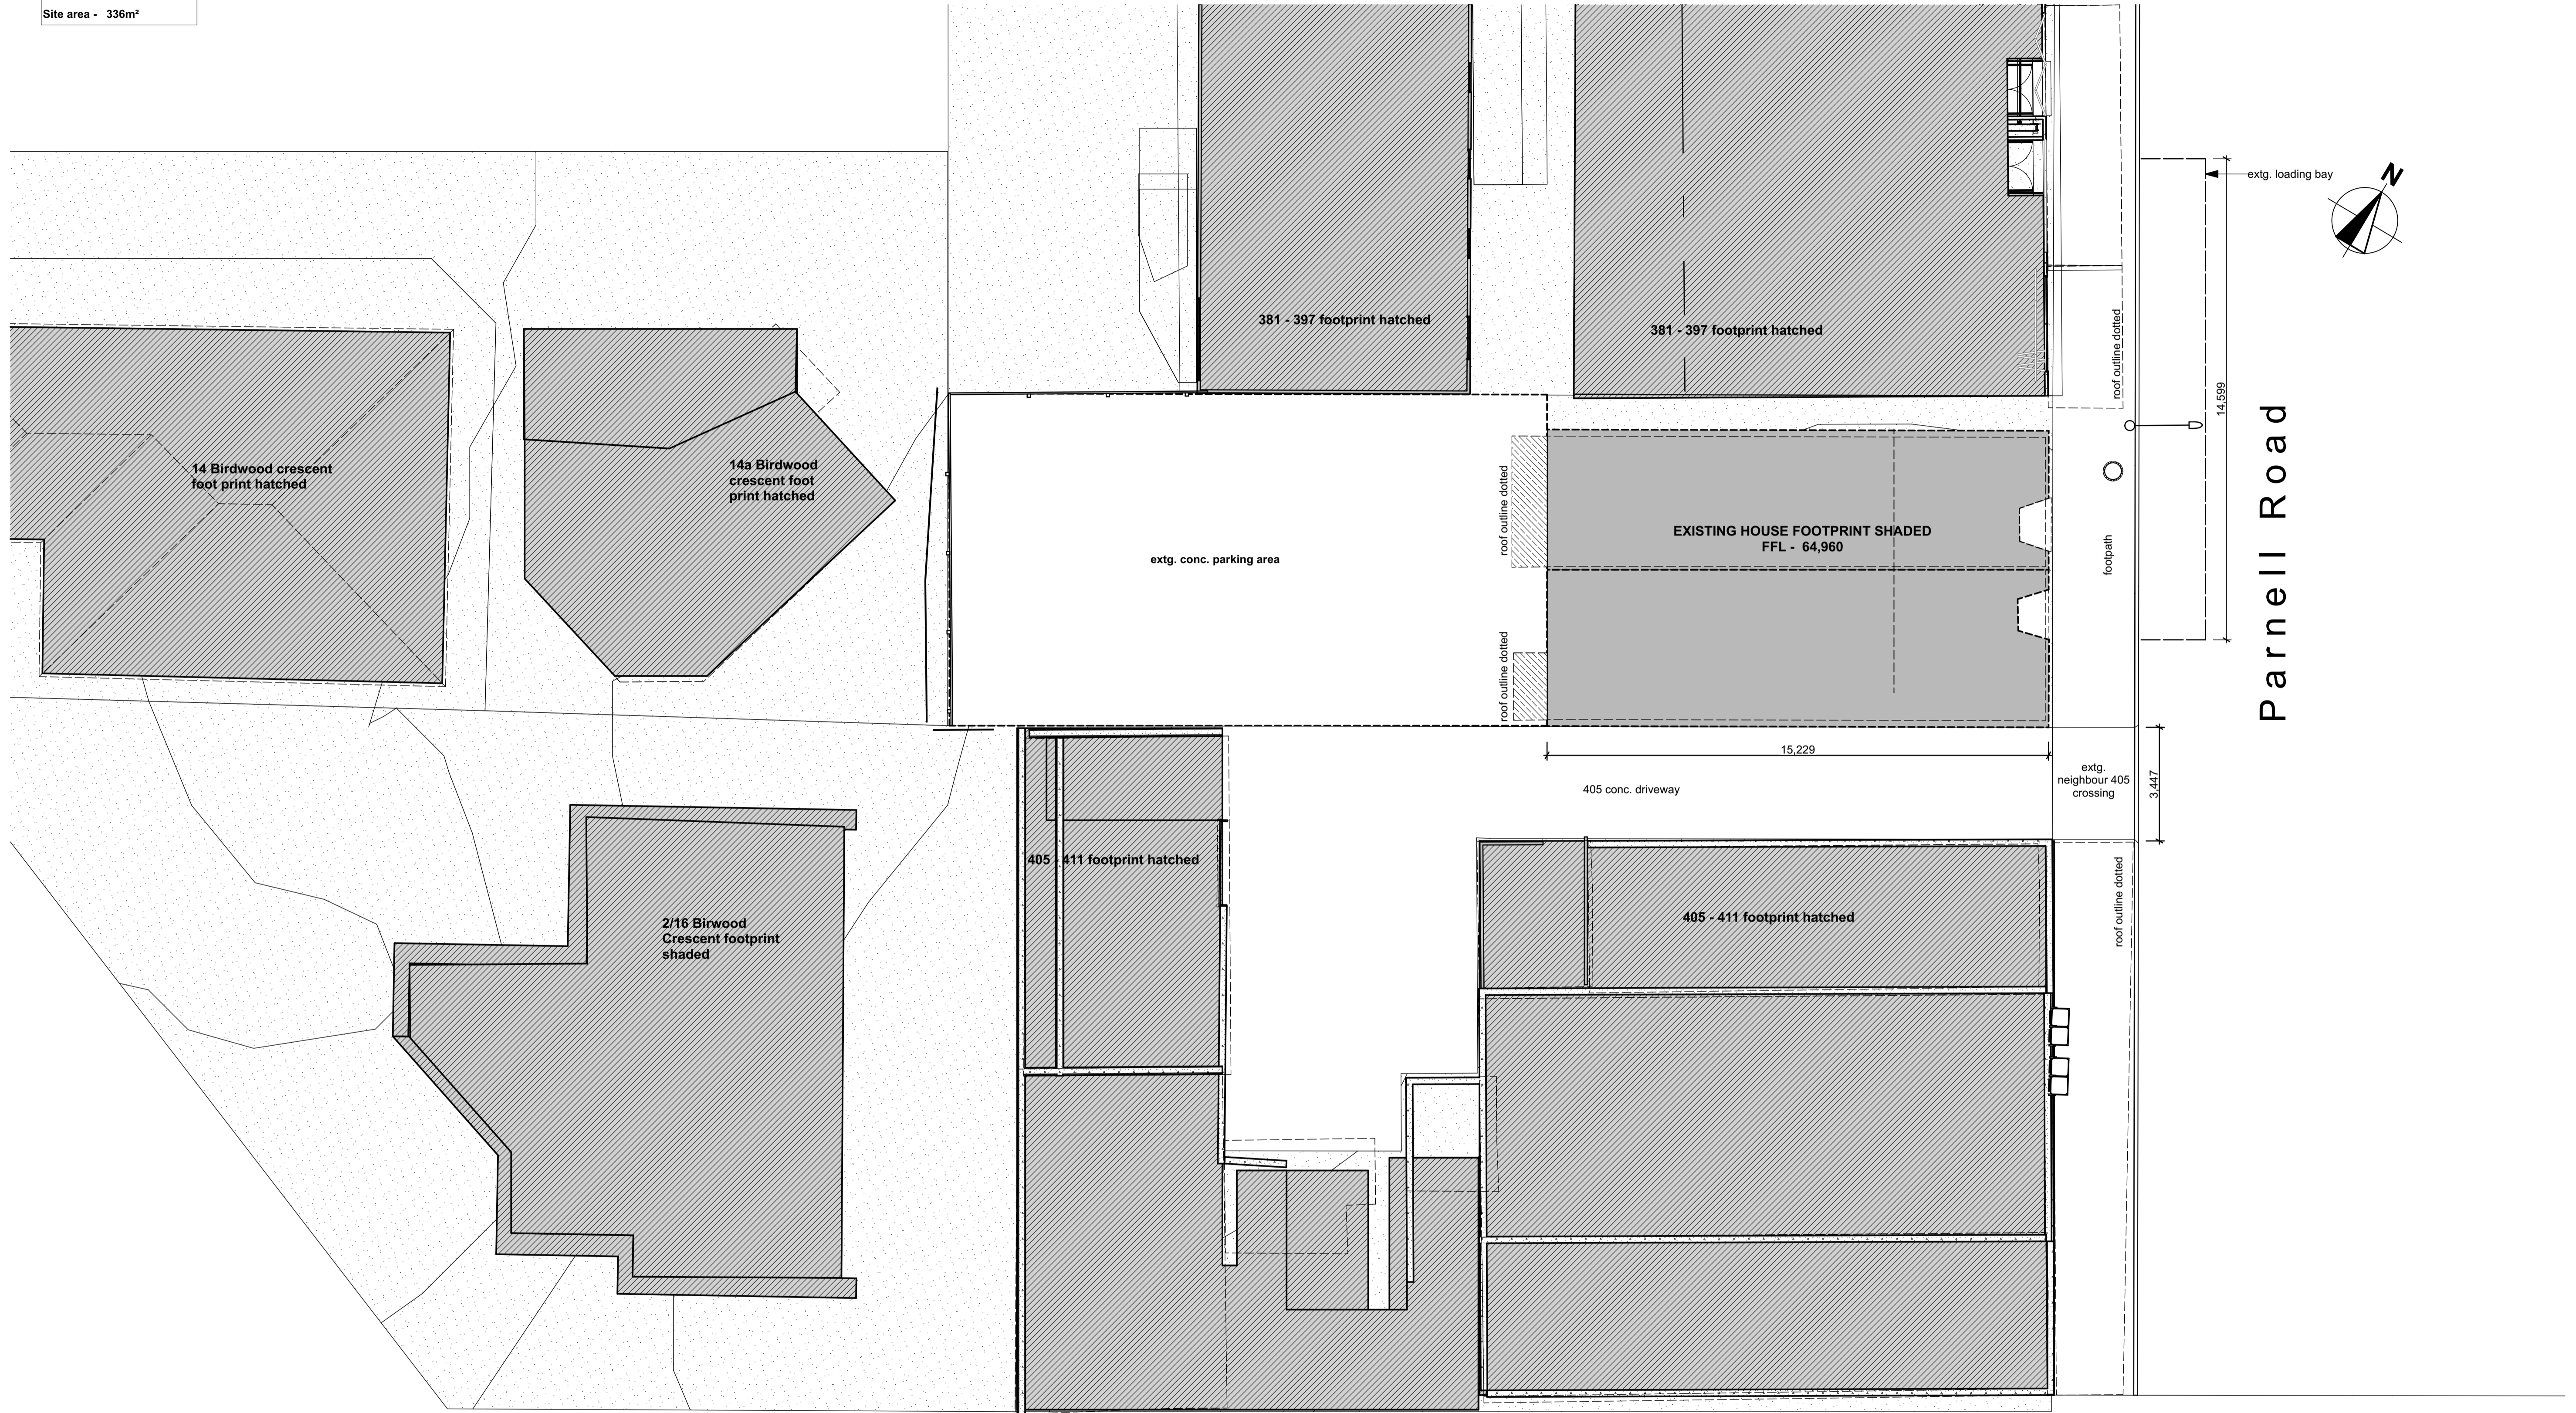 Site area - 336m²
extg. loading bay
N
381 - 397 footprint hatched
381 - 397 footprint hatched
roof outline dotted
14,599
Parnell Road
14 Birdwood crescent
foot print hatched
14a Birdwood
crescent foot
print hatched
roof outline dotted
EXISTING HOUSE FOOTPRINT SHADED
FFL - 64,960
footpath
extg. conc. parking area
roof outline dotted
15,229
extg.
neighbour 405
crossing
3,447
405 conc. driveway
405 - 411 footprint hatched
roof outline dotted
2/16 Birwood
Crescent footprint
shaded
405 - 411 footprint hatched